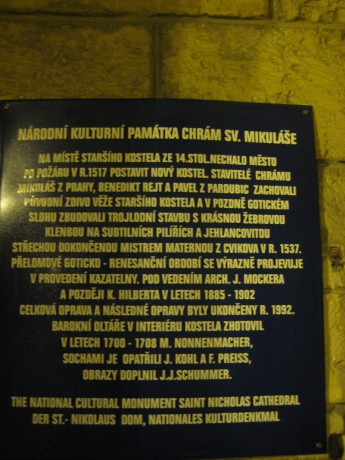 NÁRODNÍ KULTURNÍ PAMÁTKA CHRÁM SV. MIKULÁŠE
NA MÍSTĚ STARŠÍHO KOSTELA ZE 14.STOL.NECHALO MĚSTO
PO POŽÁRU V R.1517 POSTAVIT NOVÝ KOSTEL. STAVITELÉ CHRÁMU
MIKULÁŠ Z PRAHY, BENEDIKT REJT A PAVEL Z PARDUBIC ZACHOVALI
PŮVODNÍ ZDIVO VĚŽE STARŠÍHO KOSTELA A V POZDNĚ GOTICKÉM
SLOHU ZBUDOVALI TROJLODNÍ STAVBU S KRÁSNOU ŽEBROVOU
KLENBOU NA SUBTILNÍCH PILÍŘÍCH A JEHLANCOVITOU
STŘECHOU DOKONČENOU MISTREM MATERNOU Z CVIKOVA V R. 1537.
PŘELOMOVÉ GOTICKO - RENESANČNÍ OBDOBÍ SE VÝRAZNĚ PROJEVUJE
V PROVEDENÍ KAZATELNY. POD VEDENÍM ARCH. J. MOCKERA
A POZDĚJI K. HILBERTA V LETECH 1885 - 1902
CELKOVÁ OPRAVA A NÁSLEDNÉ OPRAVY BYLY UKONČENY R. 1992.
BAROKNÍ OLTÁŘE V INTERIÉRU KOSTELA ZHOTOVIL
V LETECH 1700 - 1708 M. NONNENMACHER,
SOCHAMI JE OPATŘILI J. KOHL A F. PREISS,
OBRAZY DOPLNIL J.J.SCHUMMER.
THE NATIONAL CULTURAL MONUMENT SAINT NICHOLAS CATHEDRAL
DER ST.- NIKOLAUS DOM, NATIONALES KULTURDENKMAL